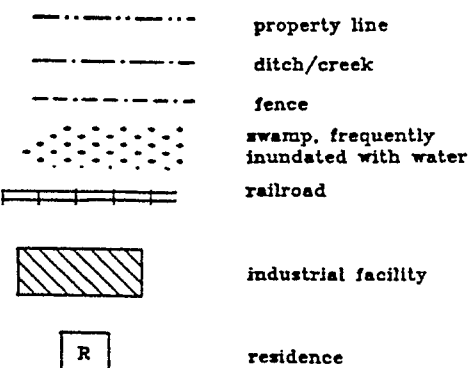 property line
ditch/creek
fence
swamp, frequently
inundated with water
railroad
industrial facility
R
residence